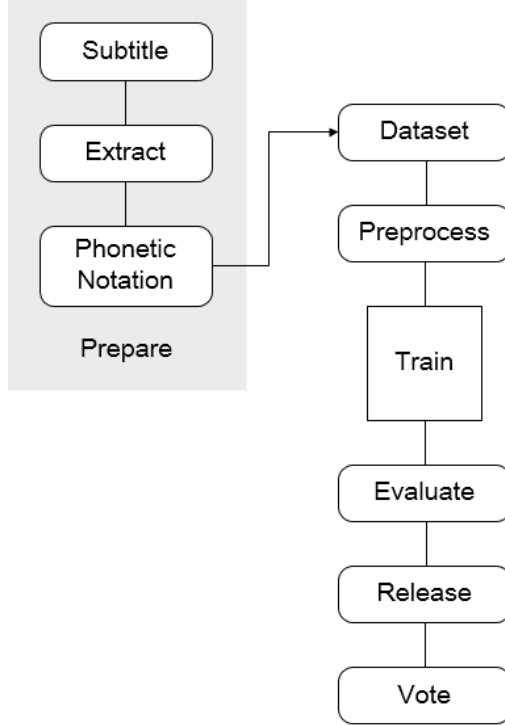 Subtitle
Extract
Phonetic
Notation
Prepare
Dataset
Preprocess
Train
Evaluate
Release
Vote